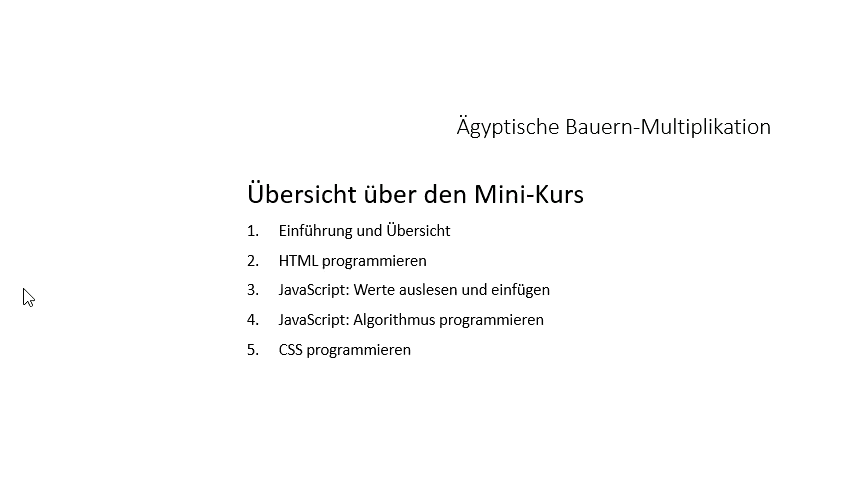 Ägyptische Bauern-Multiplikation
Übersicht über den Mini-Kurs
1. Einführung und Übersicht
2. HTML programmieren
3. JavaScript: Werte auslesen und einfügen
4. JavaScript: Algorithmus programmieren
5. CSS programmieren